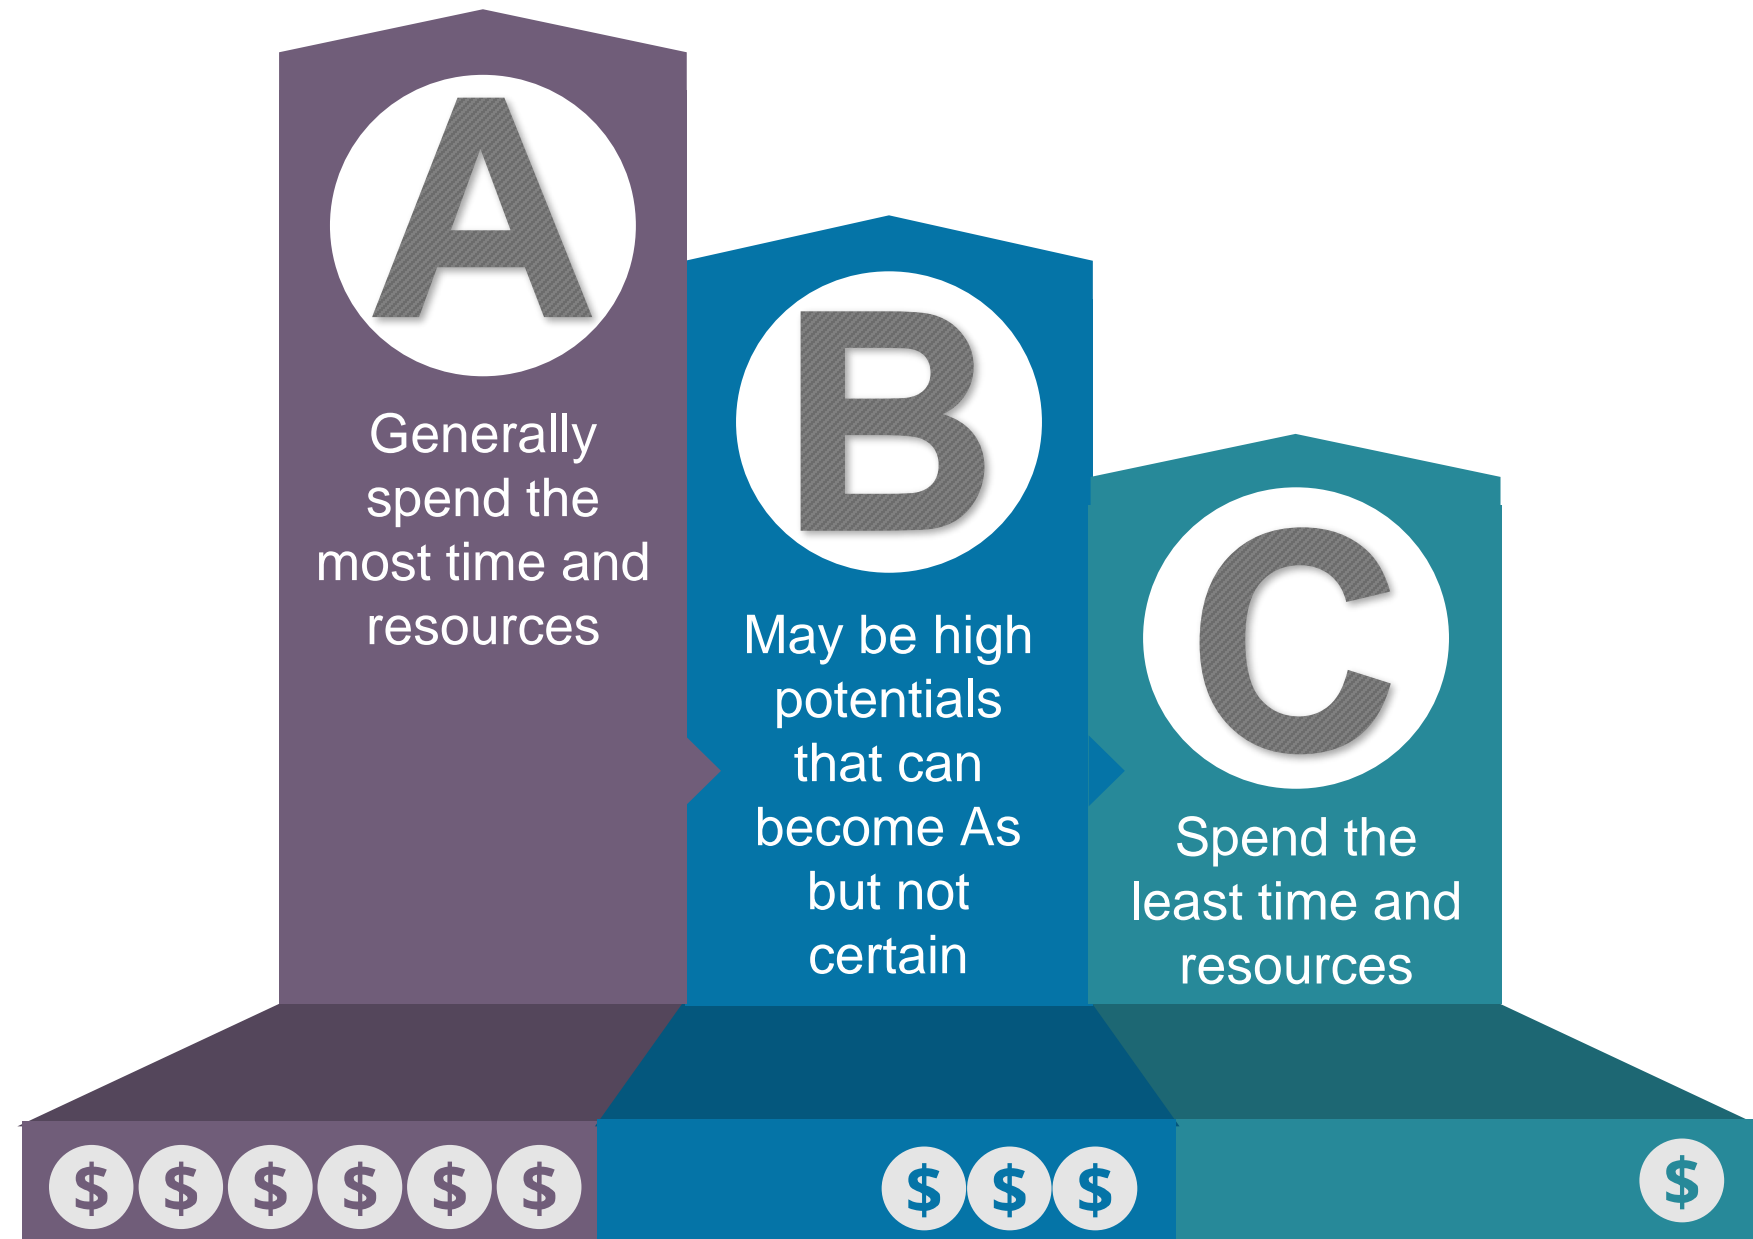 A
Generally
spend the
most time and
resources
B
May be high
potentials
that can
become As
but not
certain
C
Spend the
least time and
resources
$ $ $ $ $ $
$ $ $
$